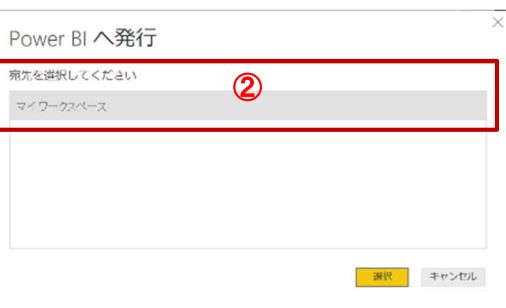 Power BI へ発行
宛先を選択してください
②
マイ ワークスペース
選択
キャンセル